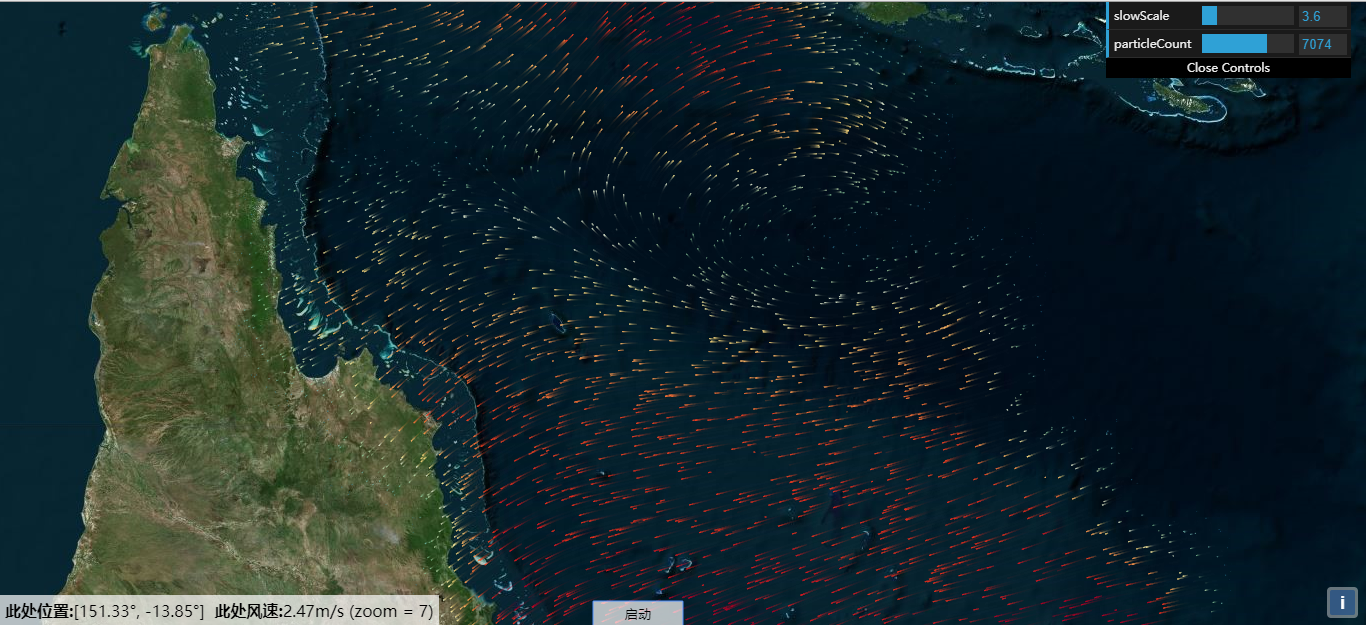 slowScale 3.6
particleCount 7074
Close Controls
此处位置:[151.33°, -13.85°] 此处风速:2.47m/s (zoom = 7)
启动
i